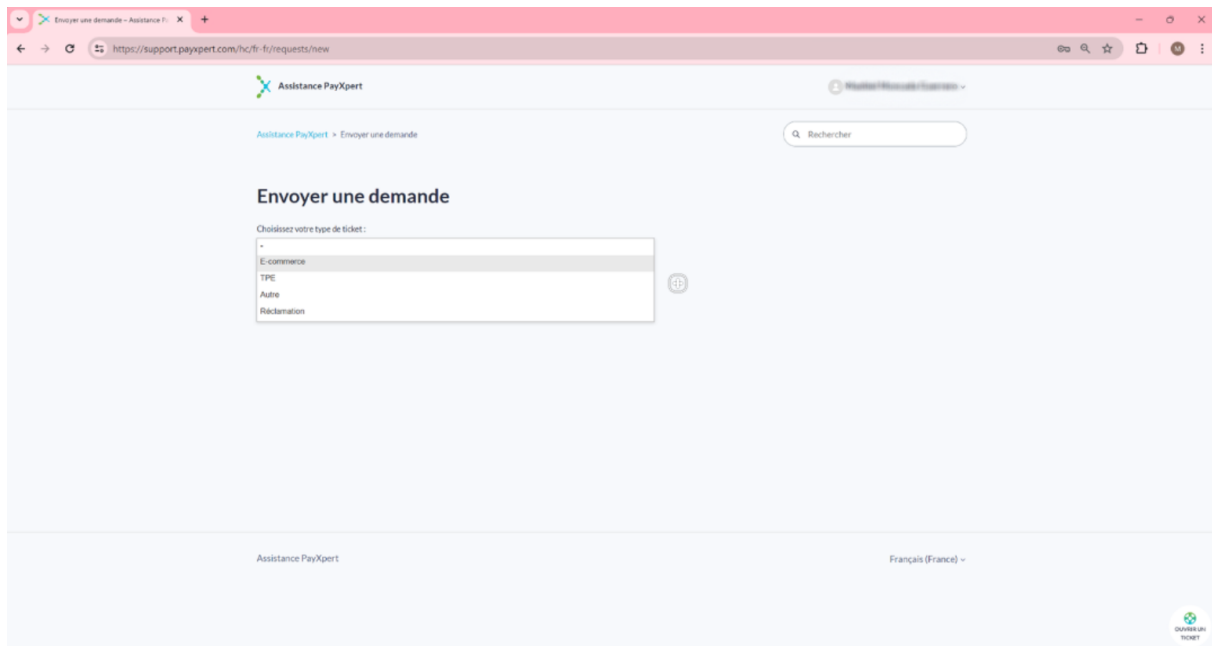 Envoyer une demande – Assistance P
https://support.payxpert.com/hc/fr-fr/requests/new
M
Assistance PayXpert
Assistance PayXpert > Envoyer une demande
Rechercher
Envoyer une demande
Choisissez votre type de ticket :
-
E-commerce
TPE
Autre
Réclamation
Assistance PayXpert
Français (France)
OUVRIR UN
TICKET